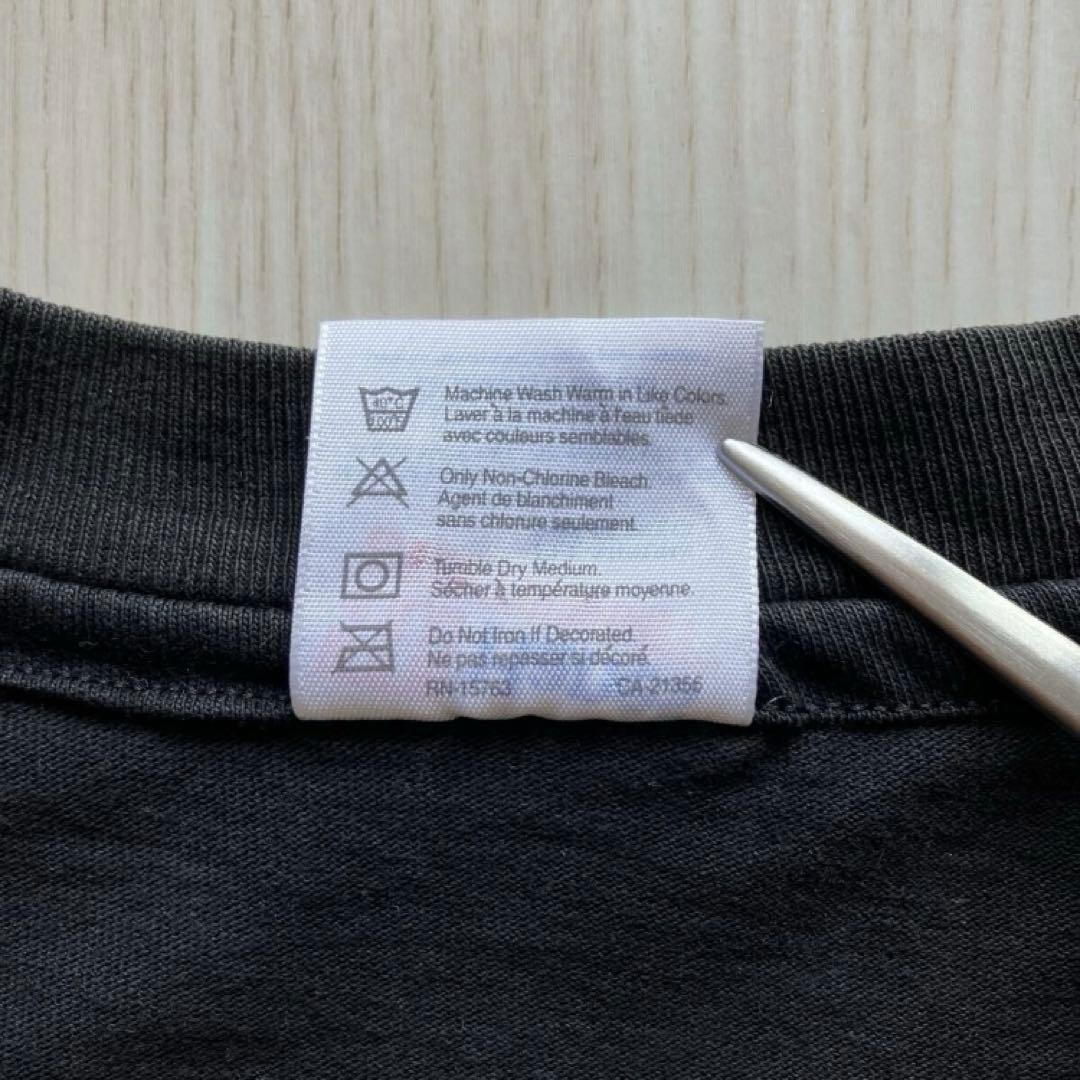 40°C
100°F
Machine Wash Warm in Like Colors.
Laver à la machine à l'eau tiède
avec couleurs semblables.
Only Non-Chlorine Bleach.
Agent de blanchiment
sans chlorure seulement.
Tumble Dry Medium.
Sécher à température moyenne.
Do Not Iron If Decorated.
Ne pas repasser si décoré.
RN-15763 CA-21356